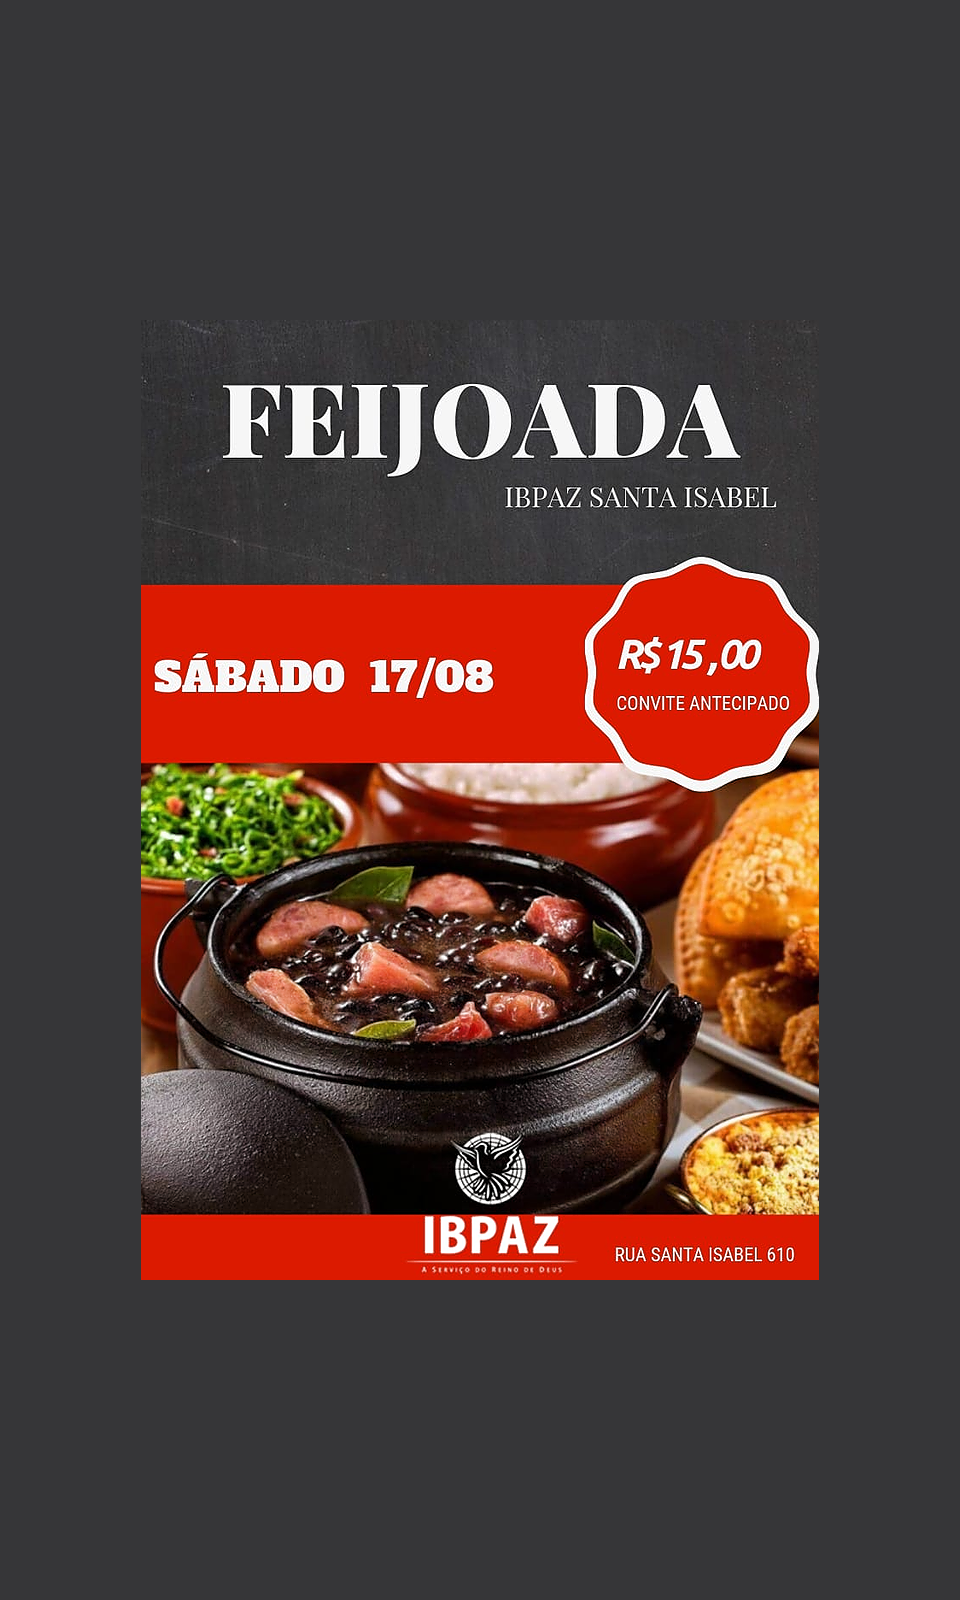 FEIJOADA
IBPAZ SANTA ISABEL
R$ 15,00
CONVITE ANTECIPADO
SÁBADO 17/08
IBPAZ
A SERVIÇO DO REINO DE DEUS
RUA SANTA ISABEL 610